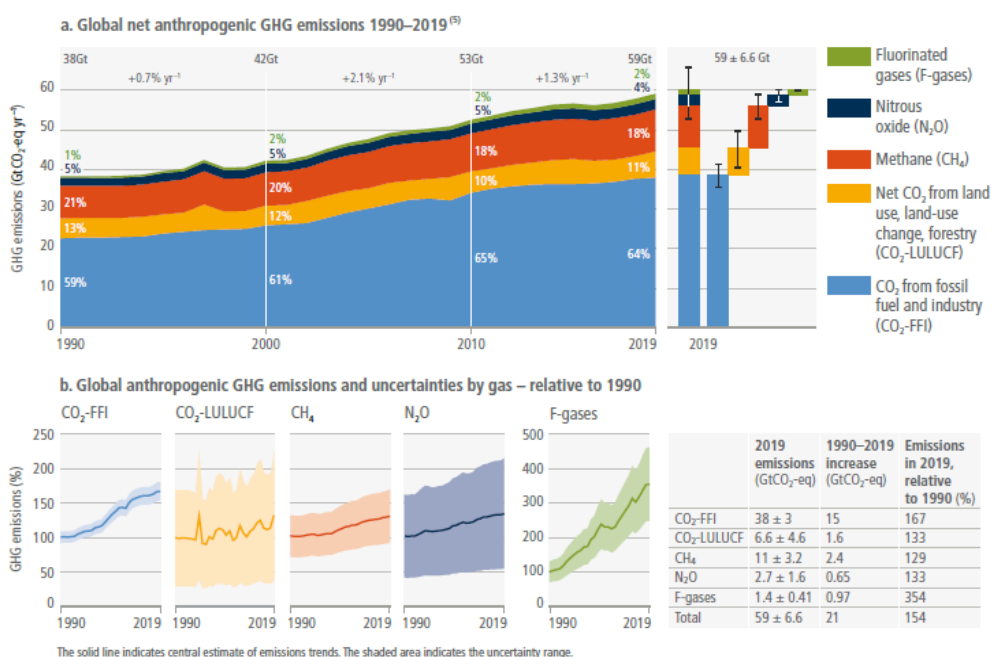 a. Global net anthropogenic GHG emissions 1990–2019 (5)
38Gt 42Gt 53Gt 59Gt
+0.7% yr⁻¹ +2.1% yr⁻¹ +1.3% yr⁻¹
59 ± 6.6 Gt
GHG emissions (GtCO₂-eq yr⁻¹)
60
50
40
30
20
10
0
1%
5%
21%
13%
59%
2%
5%
20%
12%
61%
2%
5%
18%
10%
65%
2%
4%
18%
11%
64%
1990 2000 2010 2019
2019
Fluorinated
gases (F-gases)
Nitrous
oxide (N₂O)
Methane (CH₄)
Net CO₂ from land
use, land-use
change, forestry
(CO₂-LULUCF)
CO₂ from fossil
fuel and industry
(CO₂-FFI)
b. Global anthropogenic GHG emissions and uncertainties by gas – relative to 1990
CO₂-FFI CO₂-LULUCF CH₄ N₂O F-gases
GHG emissions (%)
250
200
150
100
50
0
500
400
300
200
100
0
1990 2019 1990 2019 1990 2019 1990 2019 1990 2019
2019 1990–2019 Emissions
emissions increase in 2019,
(GtCO₂-eq) (GtCO₂-eq) relative
to 1990 (%)
CO₂-FFI 38 ± 3 15 167
CO₂-LULUCF 6.6 ± 4.6 1.6 133
CH₄ 11 ± 3.2 2.4 129
N₂O 2.7 ± 1.6 0.65 133
F-gases 1.4 ± 0.41 0.97 354
Total 59 ± 6.6 21 154
The solid line indicates central estimate of emissions trends. The shaded area indicates the uncertainty range.